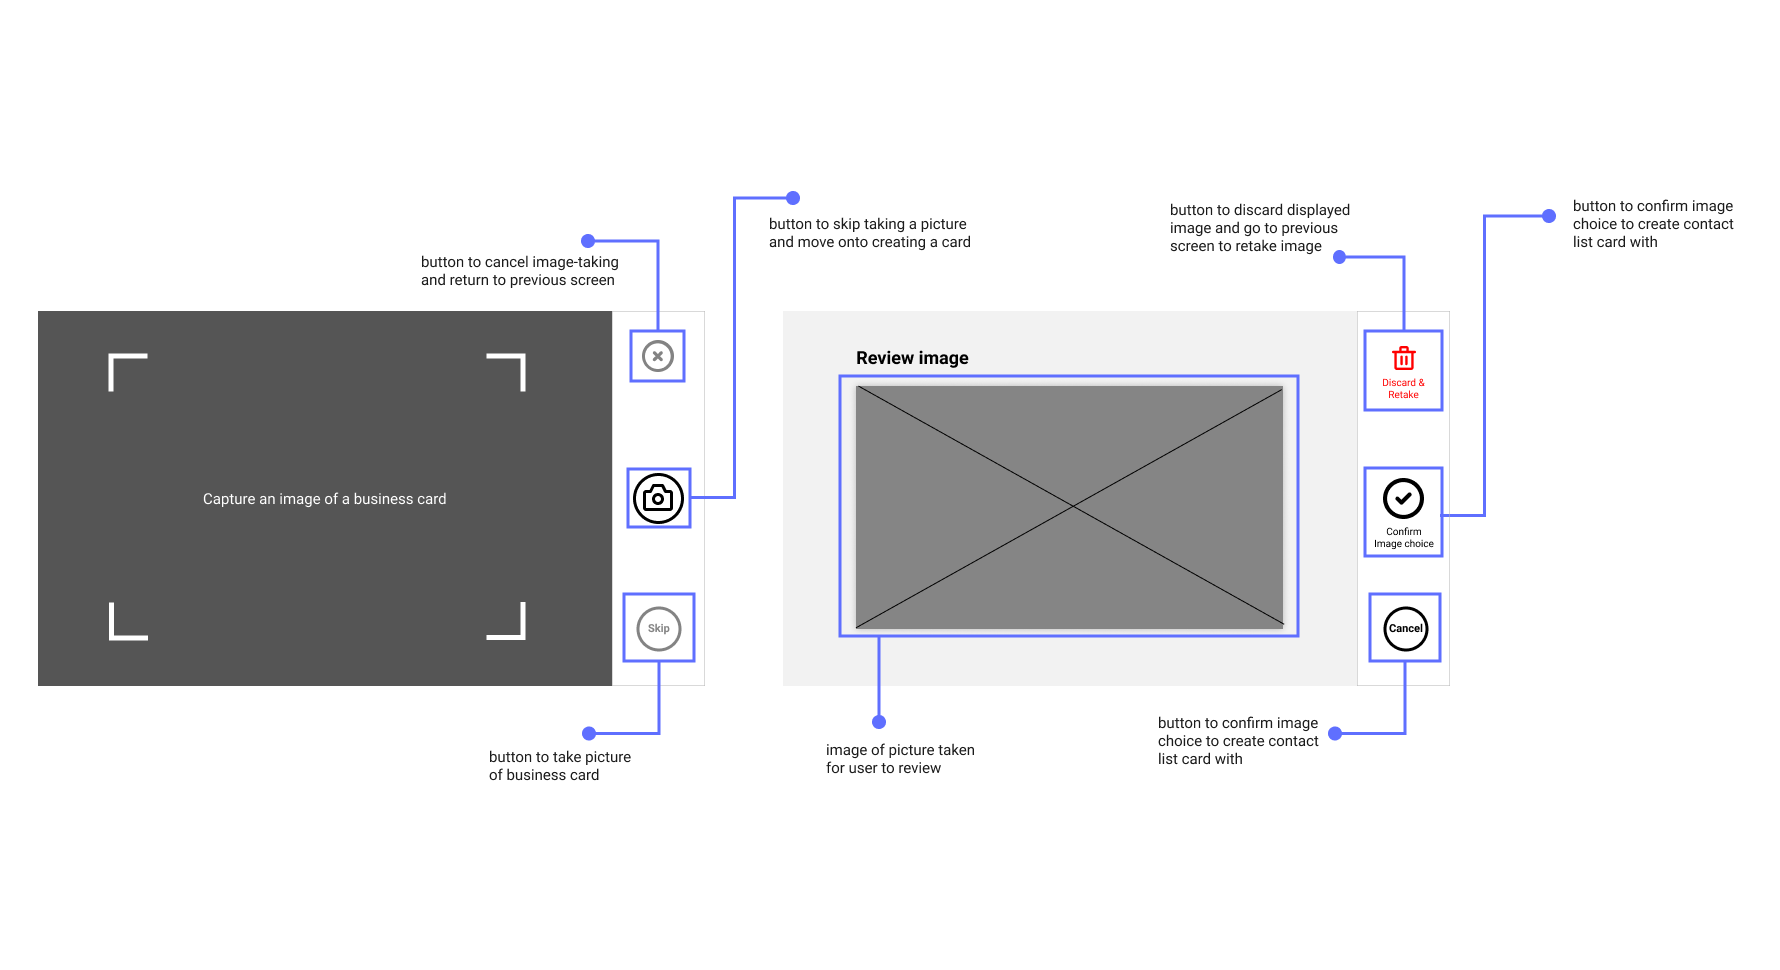 button to skip taking a picture
and move onto creating a card
button to cancel image-taking
and return to previous screen
Capture an image of a business card
Skip
button to take picture
of business card
button to discard displayed
image and go to previous
screen to retake image
button to confirm image
choice to create contact
list card with
Review image
Discard &
Retake
Confirm
Image choice
Cancel
image of picture taken
for user to review
button to confirm image
choice to create contact
list card with